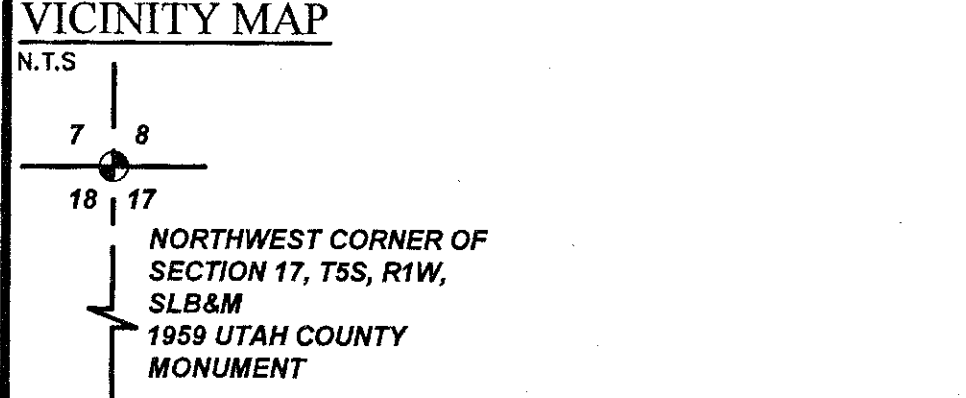 VICINITY MAP
N.T.S
7 8
18 17
NORTHWEST CORNER OF
SECTION 17, T5S, R1W,
SLB&M
1959 UTAH COUNTY
MONUMENT